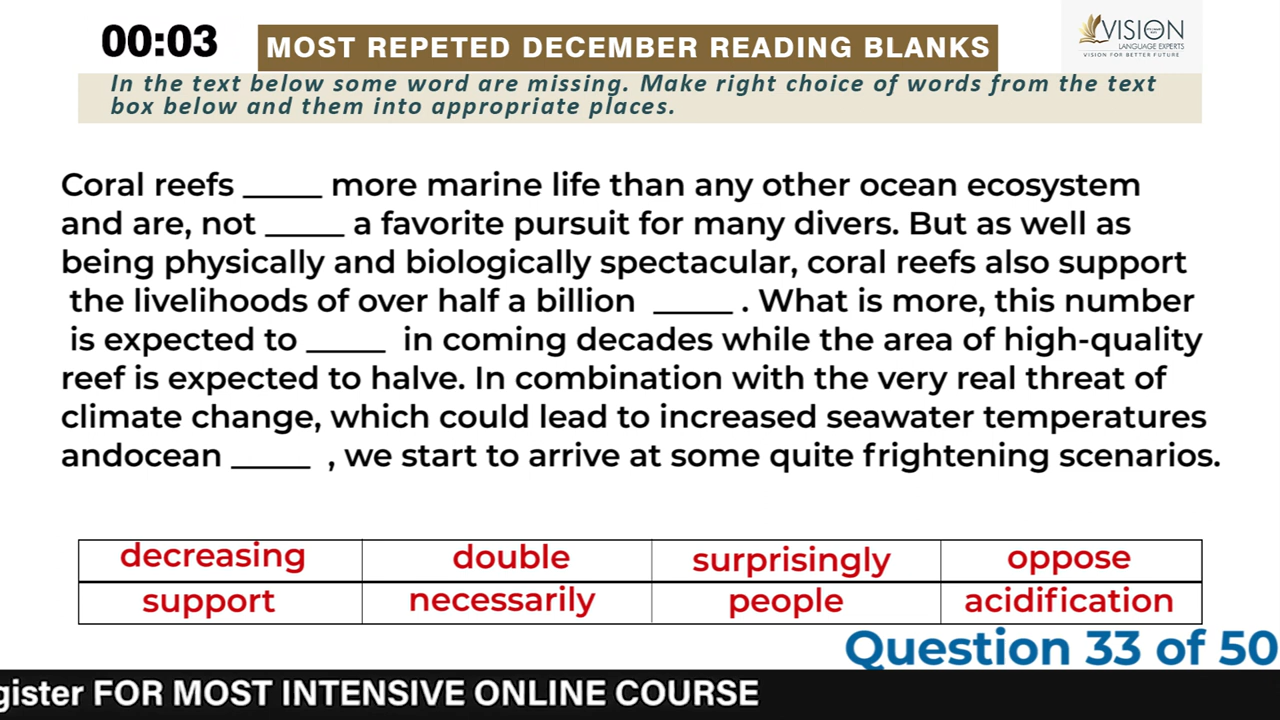 00:03
MOST REPETED DECEMBER READING BLANKS
VISION
LANGUAGE EXPERTS
VISION FOR BETTER FUTURE
In the text below some word are missing. Make right choice of words from the text
box below and them into appropriate places.
Coral reefs _____ more marine life than any other ocean ecosystem
and are, not _____ a favorite pursuit for many divers. But as well as
being physically and biologically spectacular, coral reefs also support
the livelihoods of over half a billion _____ . What is more, this number
is expected to _____ in coming decades while the area of high-quality
reef is expected to halve. In combination with the very real threat of
climate change, which could lead to increased seawater temperatures
andocean _____ , we start to arrive at some quite frightening scenarios.
decreasing double surprisingly oppose
support necessarily people acidification
Question 33 of 50
gister FOR MOST INTENSIVE ONLINE COURSE